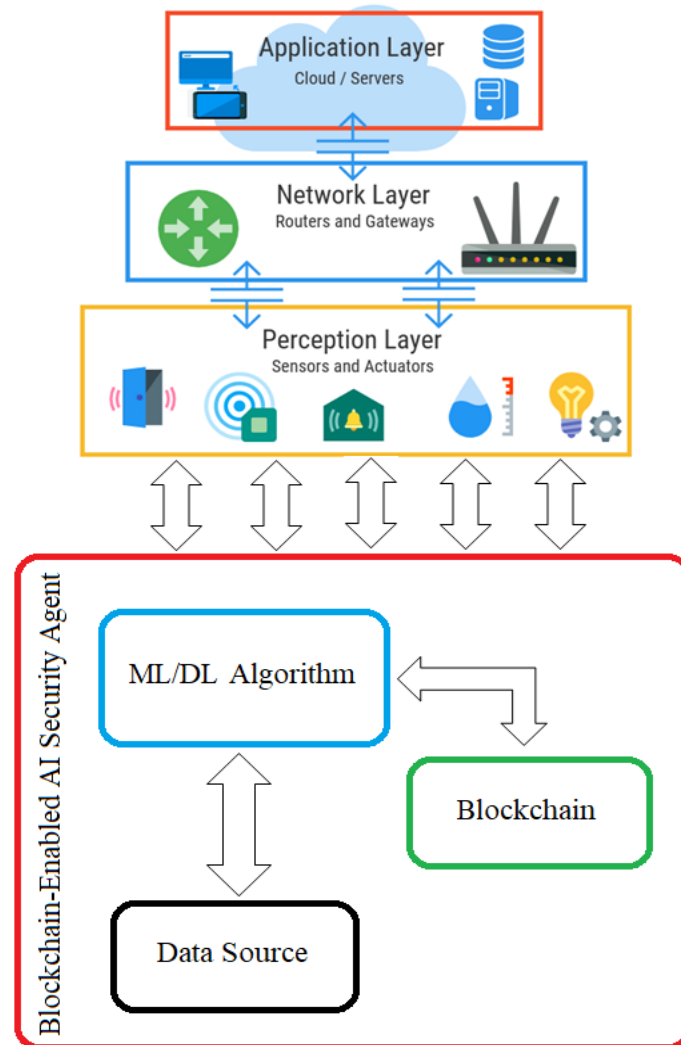 Application Layer
Cloud / Servers
Network Layer
Routers and Gateways
Perception Layer
Sensors and Actuators
Blockchain-Enabled AI Security Agent
ML/DL Algorithm
Blockchain
Data Source